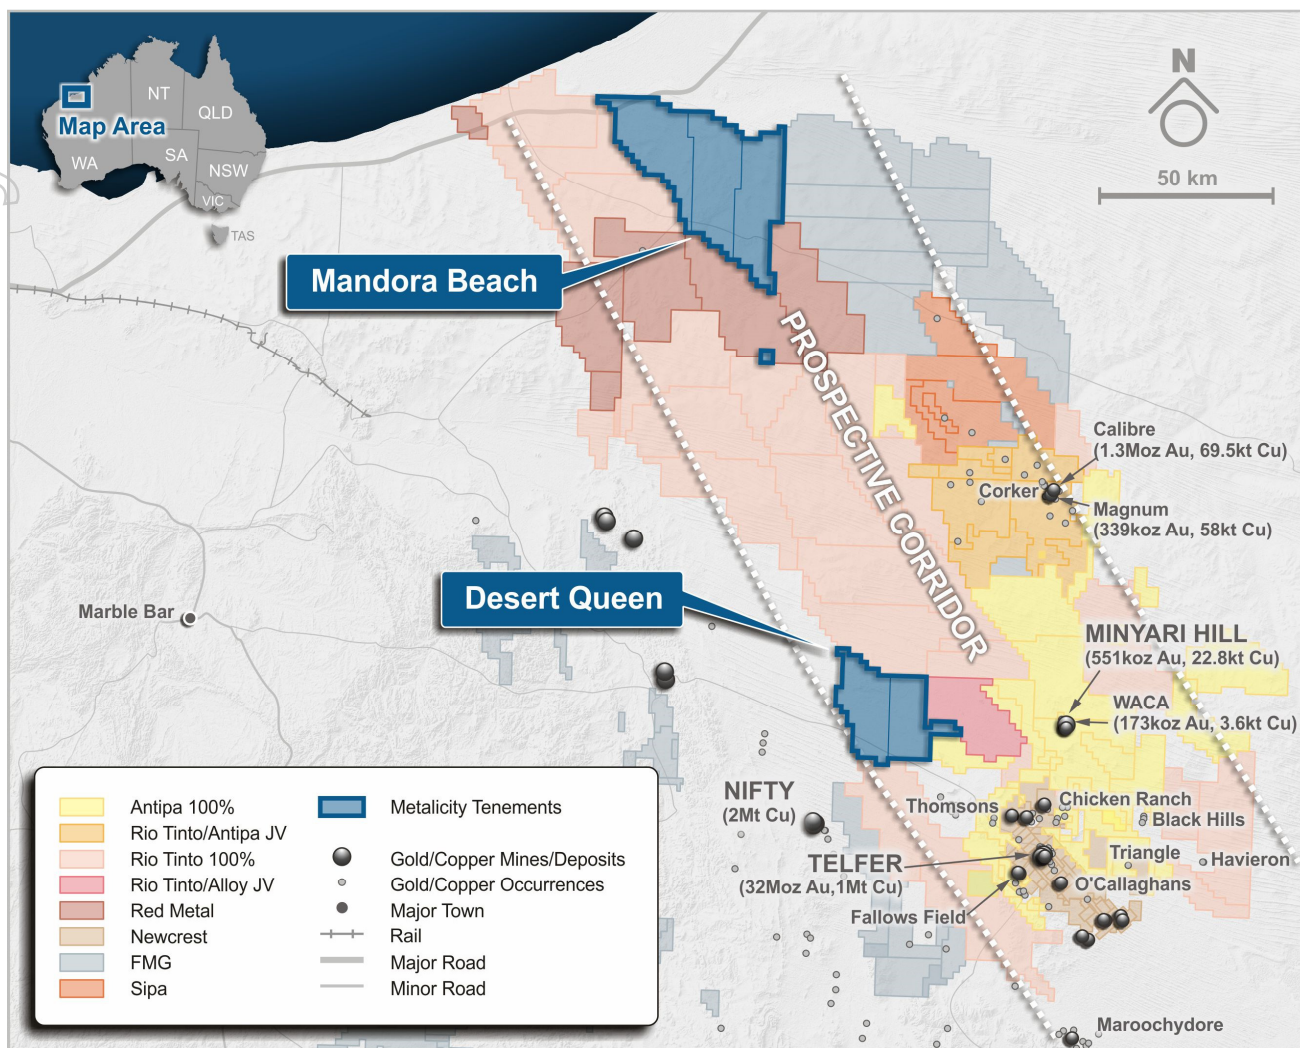 N
50 km
NT
QLD
Map Area
WA
SA
NSW
VIC
TAS
Mandora Beach
PROSPECTIVE CORRIDOR
Calibre
(1.3Moz Au, 69.5kt Cu)
Corker
Magnum
(339koz Au, 58kt Cu)
Desert Queen
Marble Bar
MINYARI HILL
(551koz Au, 22.8kt Cu)
WACA
(173koz Au, 3.6kt Cu)
NIFTY
(2Mt Cu)
Thomsons
Chicken Ranch
Black Hills
TELFER
(32Moz Au,1Mt Cu)
Triangle
Havieron
O'Callaghans
Fallows Field
Maroochydore
Antipa 100%
Rio Tinto/Antipa JV
Rio Tinto 100%
Rio Tinto/Alloy JV
Red Metal
Newcrest
FMG
Sipa
Metalicity Tenements
Gold/Copper Mines/Deposits
Gold/Copper Occurrences
Major Town
Rail
Major Road
Minor Road